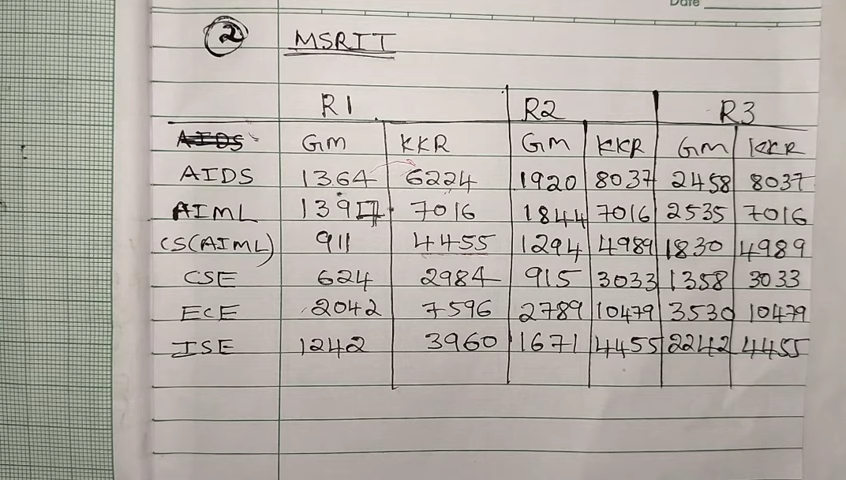 Date
2 MSRIT
R1 R2 R3
GM KKR GM KKR GM KKR
AIDS 1364 6224 1920 8037 2458 8037
AIML 1397 7016 1844 7016 2535 7016
CS(AIML) 911 4455 1294 4989 1830 4989
CSE 624 2984 915 3033 1358 3033
ECE 2042 7596 2789 10479 3530 10479
ISE 1242 3960 1671 4455 2242 4455